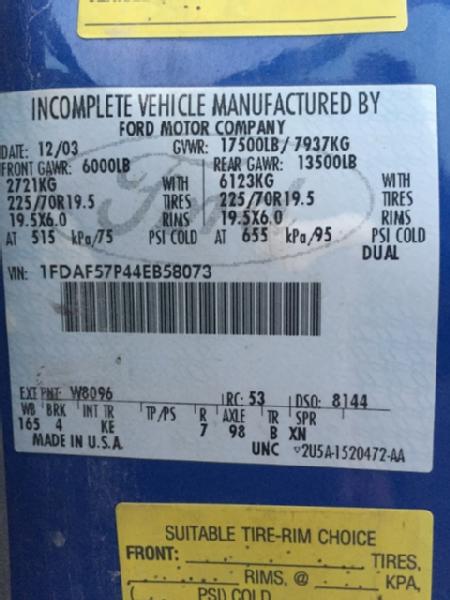 INCOMPLETE VEHICLE MANUFACTURED BY
FORD MOTOR COMPANY
DATE: 12/03 GVWR: 17500LB/ 7937KG
FRONT GAWR: 6000LB REAR GAWR: 13500LB
2721KG WITH 6123KG WITH
225/70R19.5 TIRES 225/70R19.5 TIRES
19.5X6.0 RIMS 19.5X6.0 RIMS
AT 515 kPa/75 PSI COLD AT 655 kPa/95 PSI COLD
DUAL
VIN: 1FDAF57P44EB58073
EXT PNT: W8096 RC: 53 DSO: 8144
WB BRK INT TR TP/PS R AXLE TR SPR
165 4 KE 7 98 B XN
MADE IN U.S.A. UNC ▽2U5A-1520472-AA
SUITABLE TIRE-RIM CHOICE
FRONT: TIRES,
RIMS, @ KPA,
PSI) COLD